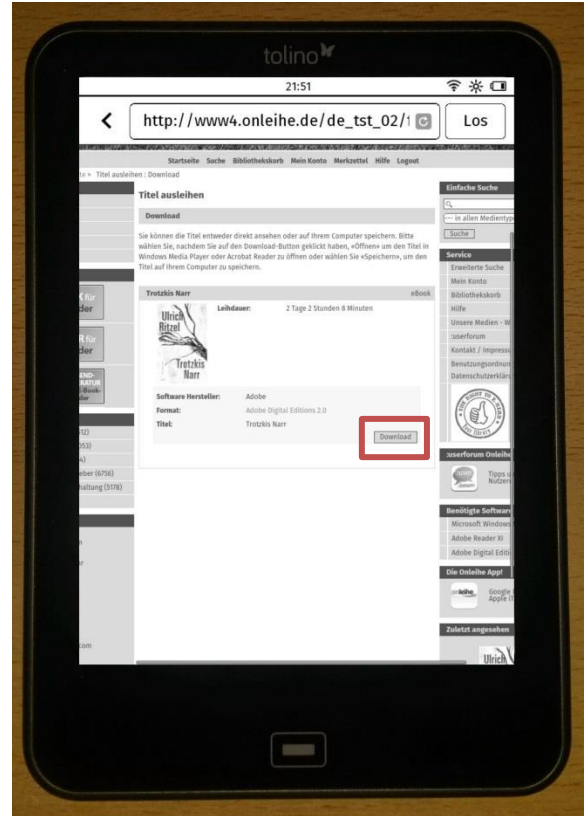 tolino
21:51
http://www4.onleihe.de/de_tst_02/
Los
Startseite Suche Bibliothekskorb Mein Konto Merkzettel Hilfe Logout
Titel ausleihen : Download
Titel ausleihen
Download
Sie können die Titel entweder direkt ansehen oder auf Ihrem Computer speichern. Bitte
wählen Sie, nachdem Sie auf den Download-Button geklickt haben, «Öffnen» um den Titel in
Windows Media Player oder Acrobat Reader zu öffnen oder wählen Sie «Speichern», um den
Titel auf Ihrem Computer zu speichern.
Trotzkis Narr eBook
Ulrich
Ritzel
Trotzkis
Narr
Leihdauer: 2 Tage 2 Stunden 8 Minuten
Software Hersteller: Adobe
Format: Adobe Digital Editions 2.0
Titel: Trotzkis Narr
Download
für
der
für
der
(6756)
(5178)
Einfache Suche
--- in allen Medientyp
Suche
Service
Erweiterte Suche
Mein Konto
Bibliothekskorb
Hilfe
Unsere Medien - W
:userforum
Kontakt / Impressu
Benutzungsordnun
Datenschutzerklär
:userforum Onleihe
Tipps u
Nutzer
Benötigte Software
Microsoft Windows
Adobe Reader XI
Adobe Digital Editi
Die Onleihe App!
onleihe
Google
Apple
Zuletzt angesehen
Ulrich